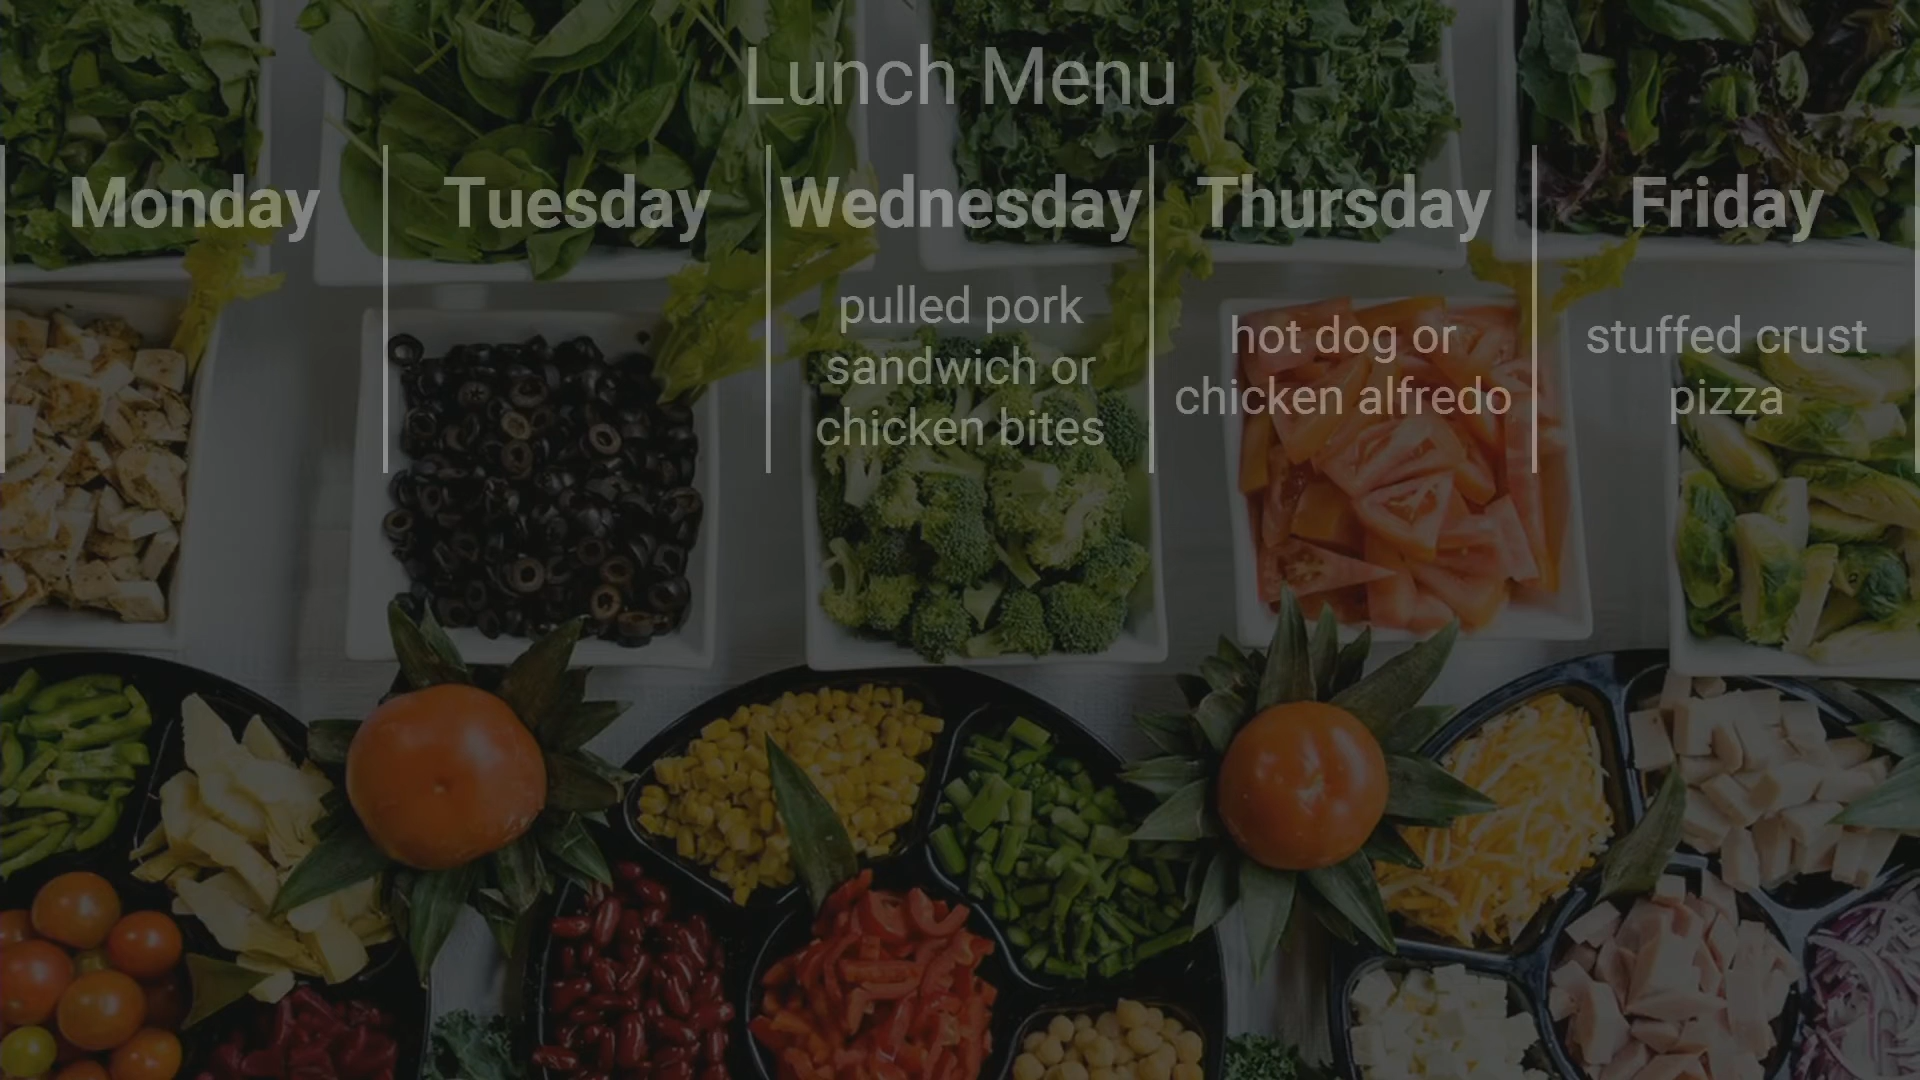 Lunch Menu
Monday
Tuesday
Wednesday
pulled pork
sandwich or
chicken bites
Thursday
hot dog or
chicken alfredo
Friday
stuffed crust
pizza